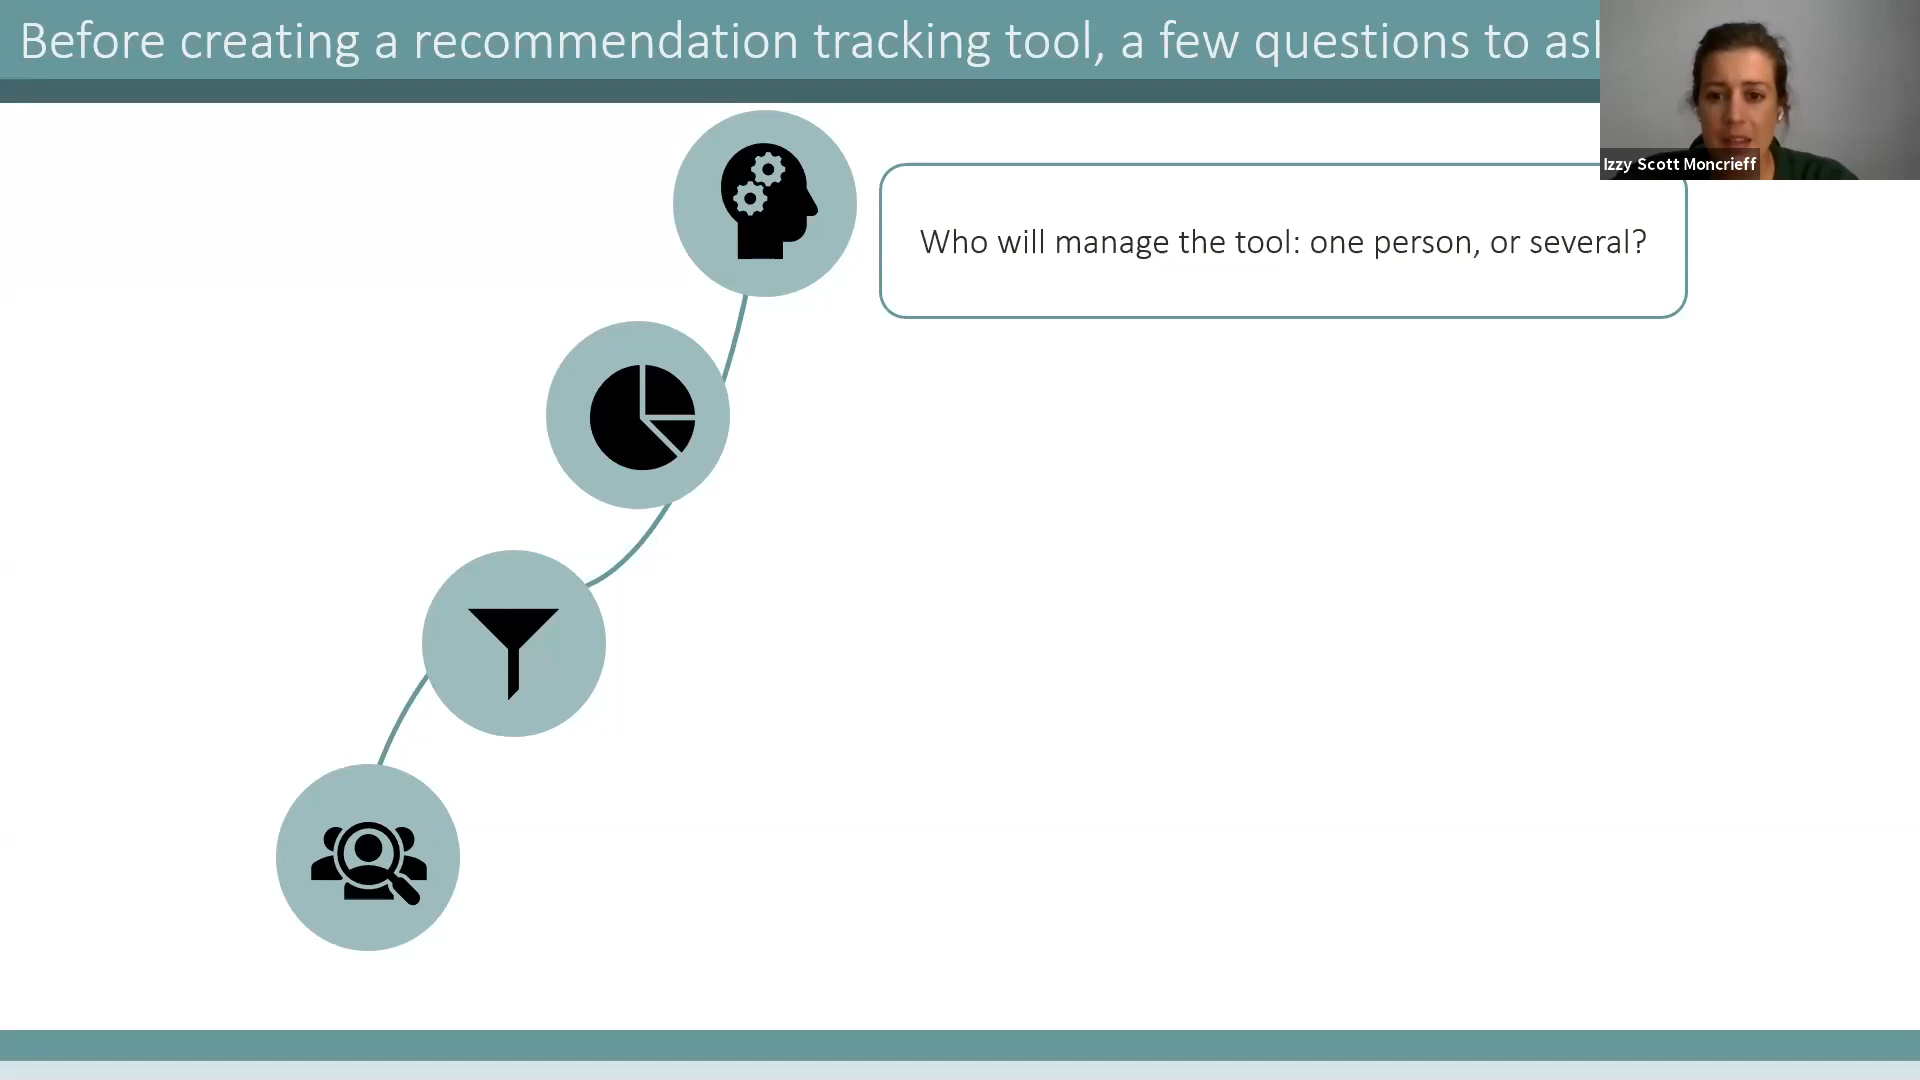 Before creating a recommendation tracking tool, a few questions to ask
Izzy Scott Moncrieff
Who will manage the tool: one person, or several?